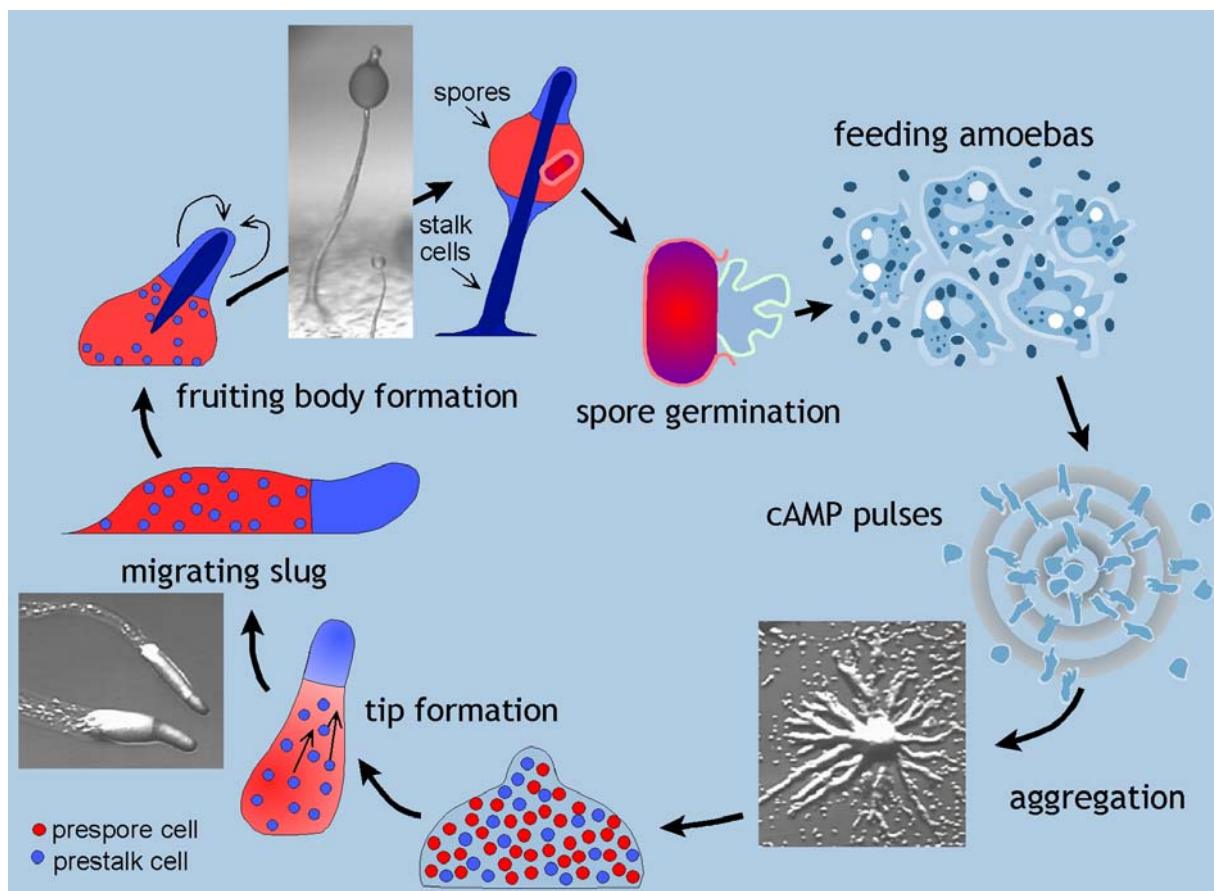 spores
feeding amoebas
stalk
cells
fruiting body formation
spore germination
cAMP pulses
migrating slug
tip formation
aggregation
prespore cell
prestalk cell